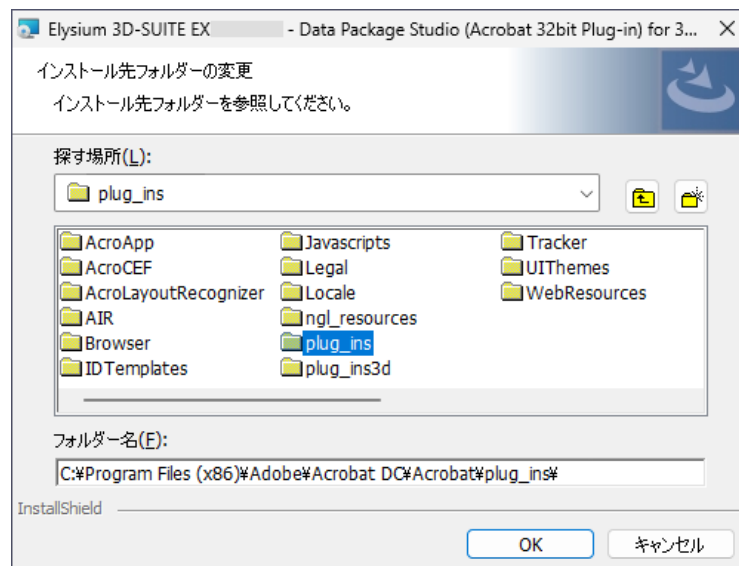 Elysium 3D-SUITE EX - Data Package Studio (Acrobat 32bit Plug-in) for 3...
インストール先フォルダーの変更
インストール先フォルダーを参照してください。
探す場所(L):
plug_ins
AcroApp
AcroCEF
AcroLayoutRecognizer
AIR
Browser
IDTemplates
Javascripts
Legal
Locale
ngl_resources
plug_ins
plug_ins3d
Tracker
UIThemes
WebResources
フォルダー名(F):
C:¥Program Files (x86)¥Adobe¥Acrobat DC¥Acrobat¥plug_ins¥
InstallShield
OK
キャンセル